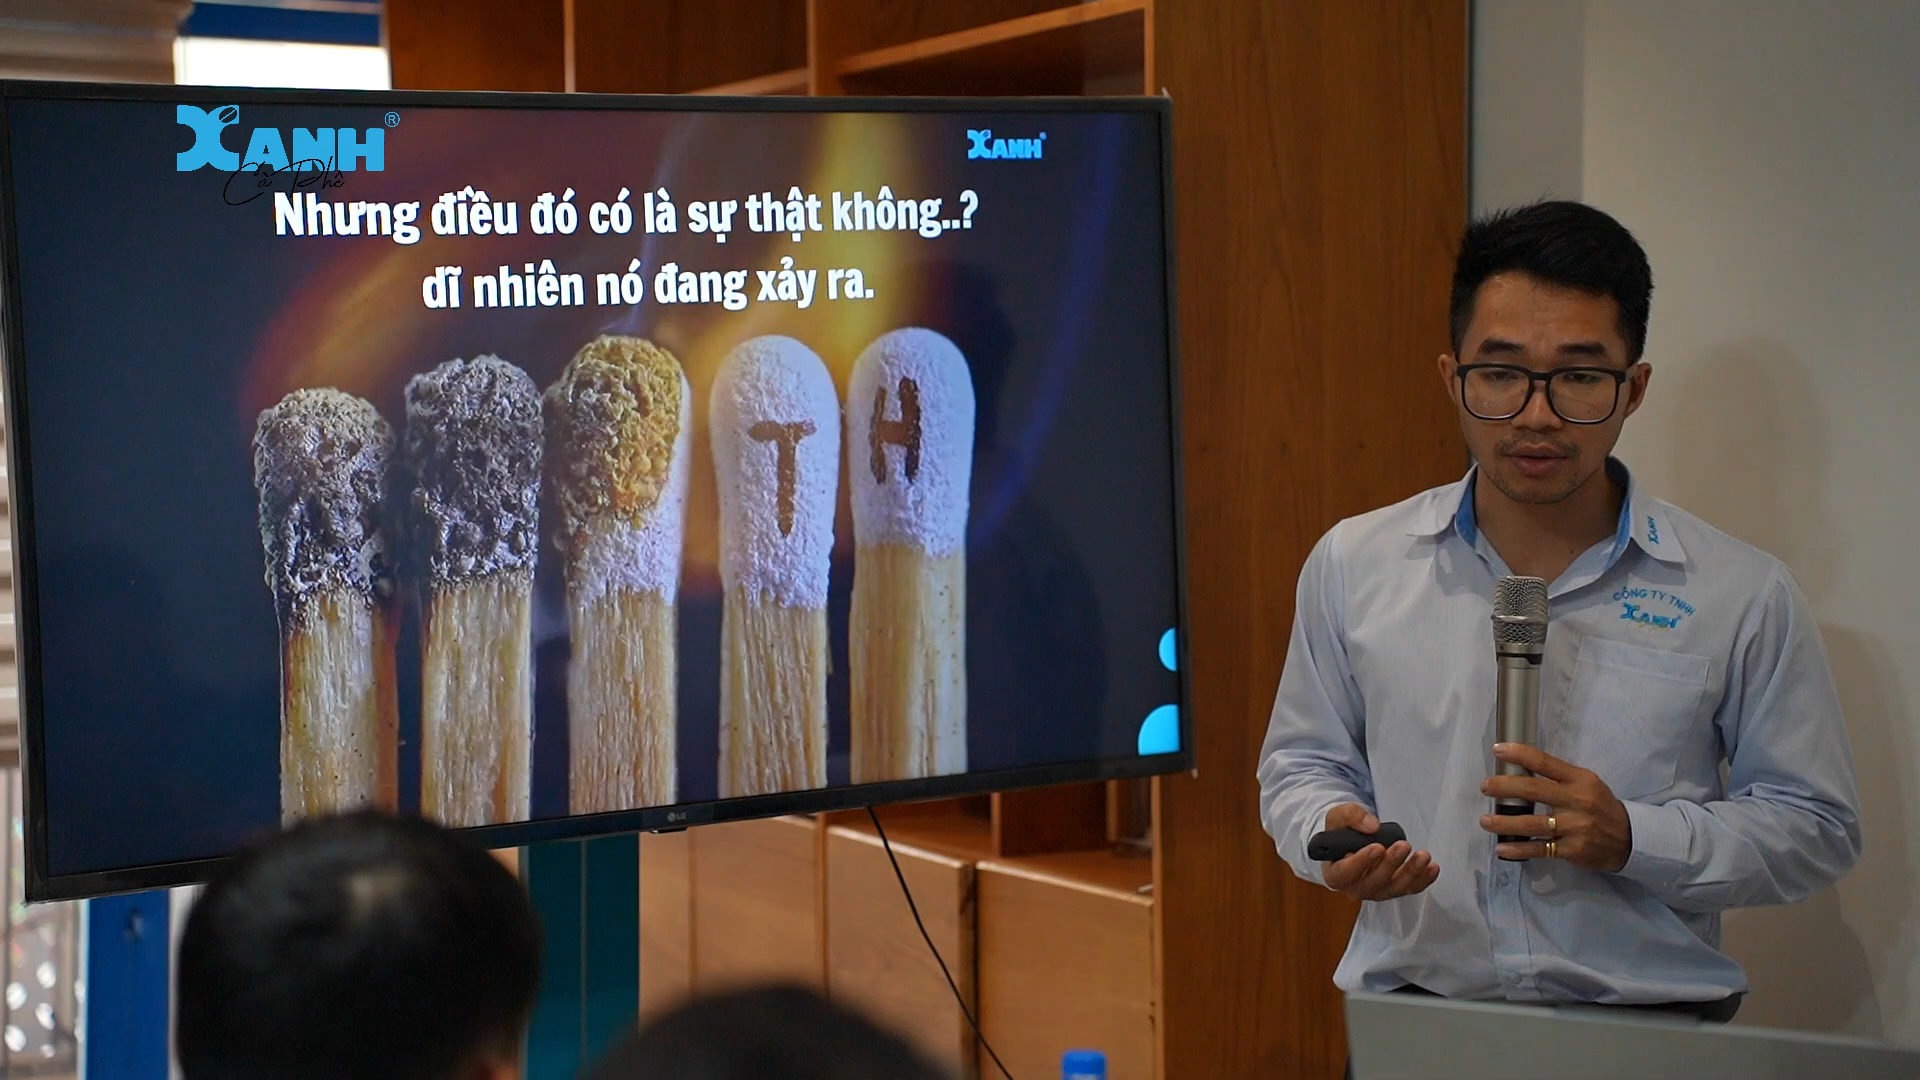 XANH®
Cà Phê
XANH®
Nhưng điều đó có là sự thật không..?
dĩ nhiên nó đang xảy ra.
T H
LG
XANH
CÔNG TY TNHH
XANH